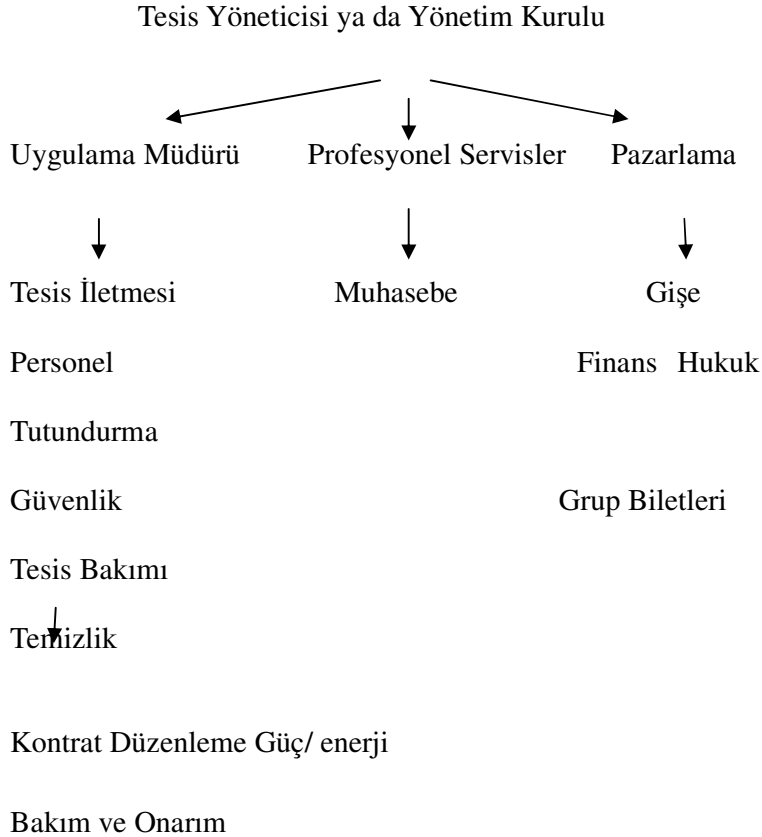 Tesis Yöneticisi ya da Yönetim Kurulu
Uygulama Müdürü Profesyonel Servisler Pazarlama
Tesis İletmesi Muhasebe Gişe
Personel Finans Hukuk
Tutundurma
Güvenlik Grup Biletleri
Tesis Bakımı
Temizlik
Kontrat Düzenleme Güç/ enerji
Bakım ve Onarım